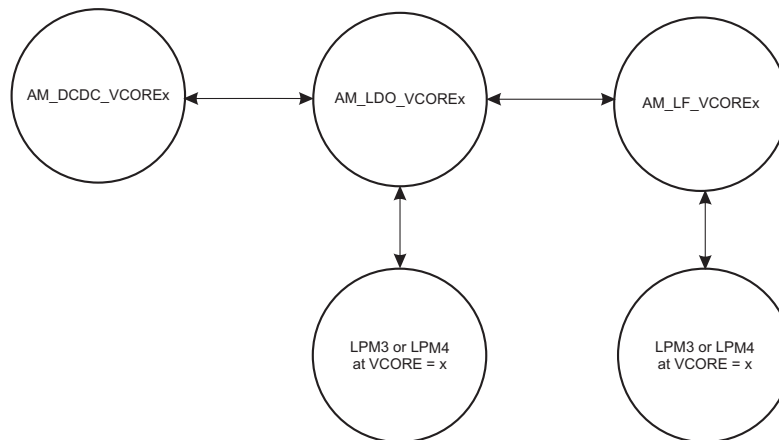 AM_DCDC_VCOREx
AM_LDO_VCOREx
AM_LF_VCOREx
LPM3 or LPM4
at VCORE = x
LPM3 or LPM4
at VCORE = x